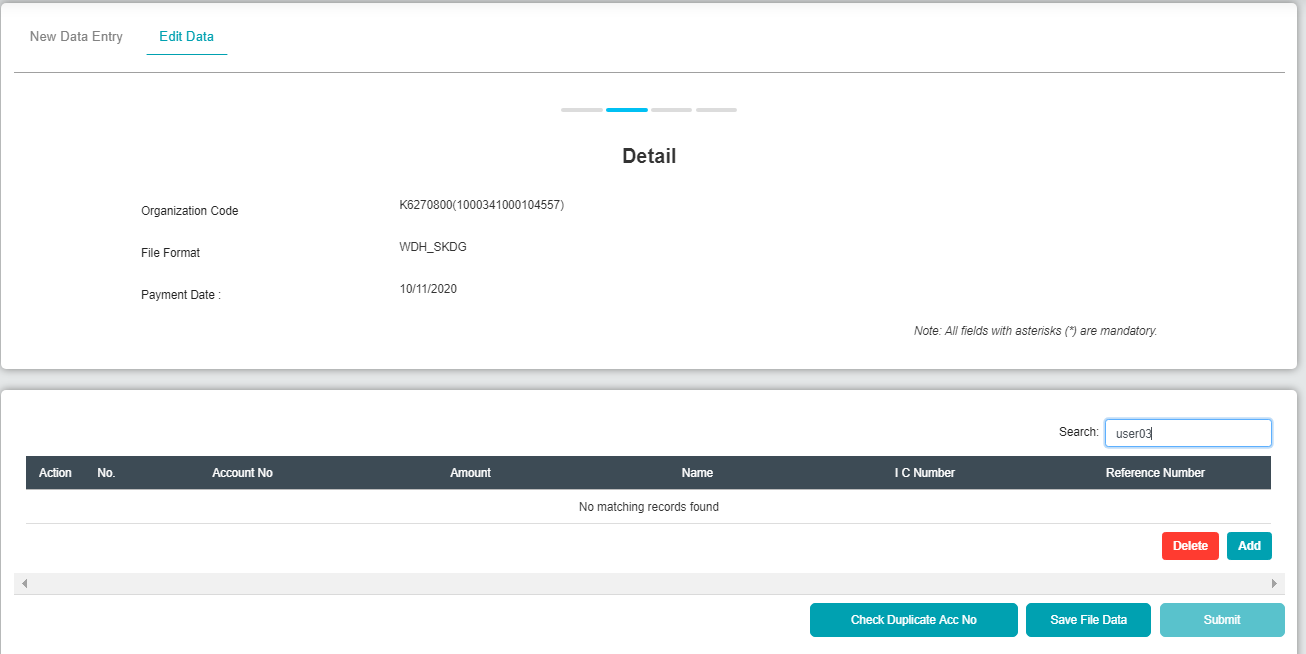 New Data Entry Edit Data
Detail
Organization Code K6270800(1000341000104557)
File Format WDH_SKDG
Payment Date : 10/11/2020
Note: All fields with asterisks (*) are mandatory.
Search: user03
Action No. Account No Amount Name I C Number Reference Number
No matching records found
Delete Add
Check Duplicate Acc No Save File Data Submit